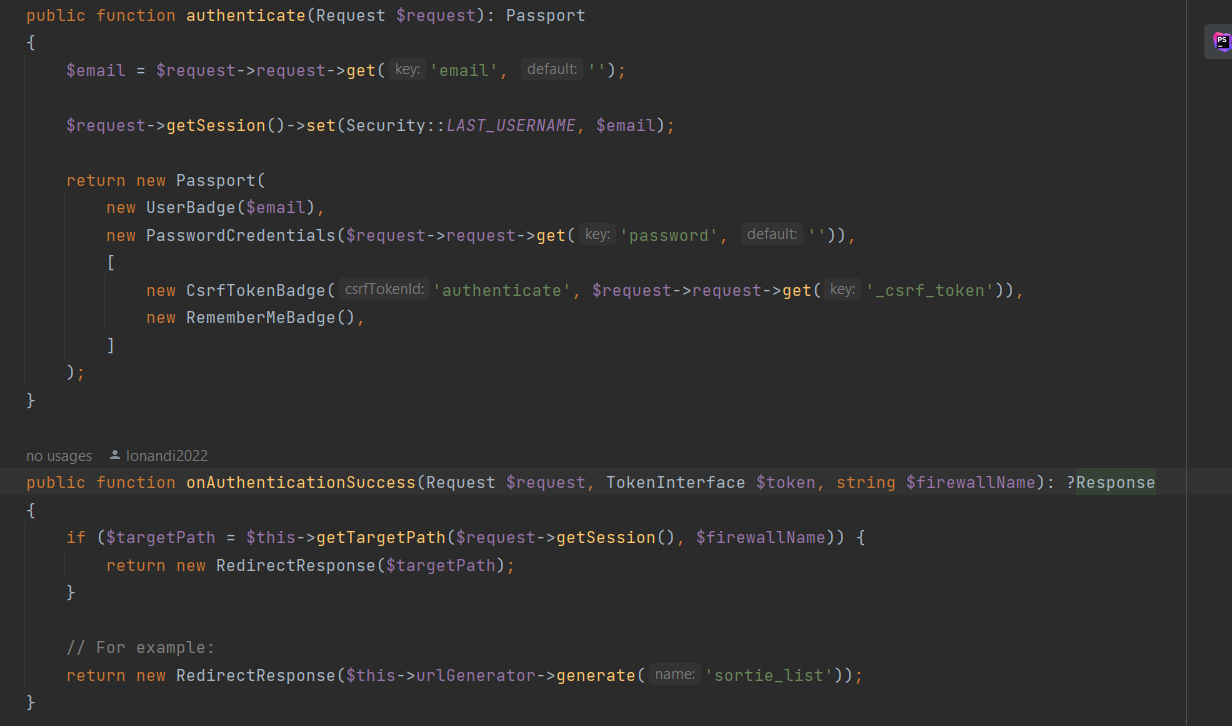 public function authenticate(Request $request): Passport
{
    $email = $request->request->get( key: 'email', default: '');

    $request->getSession()->set(Security::LAST_USERNAME, $email);

    return new Passport(
        new UserBadge($email),
        new PasswordCredentials($request->request->get( key: 'password', default: '')),
        [
            new CsrfTokenBadge( csrfTokenId: 'authenticate', $request->request->get( key: '_csrf_token')),
            new RememberMeBadge(),
        ]
    );
}

no usages lonandi2022
public function onAuthenticationSuccess(Request $request, TokenInterface $token, string $firewallName): ?Response
{
    if ($targetPath = $this->getTargetPath($request->getSession(), $firewallName)) {
        return new RedirectResponse($targetPath);
    }

    // For example:
    return new RedirectResponse($this->urlGenerator->generate( name: 'sortie_list'));
}
PS